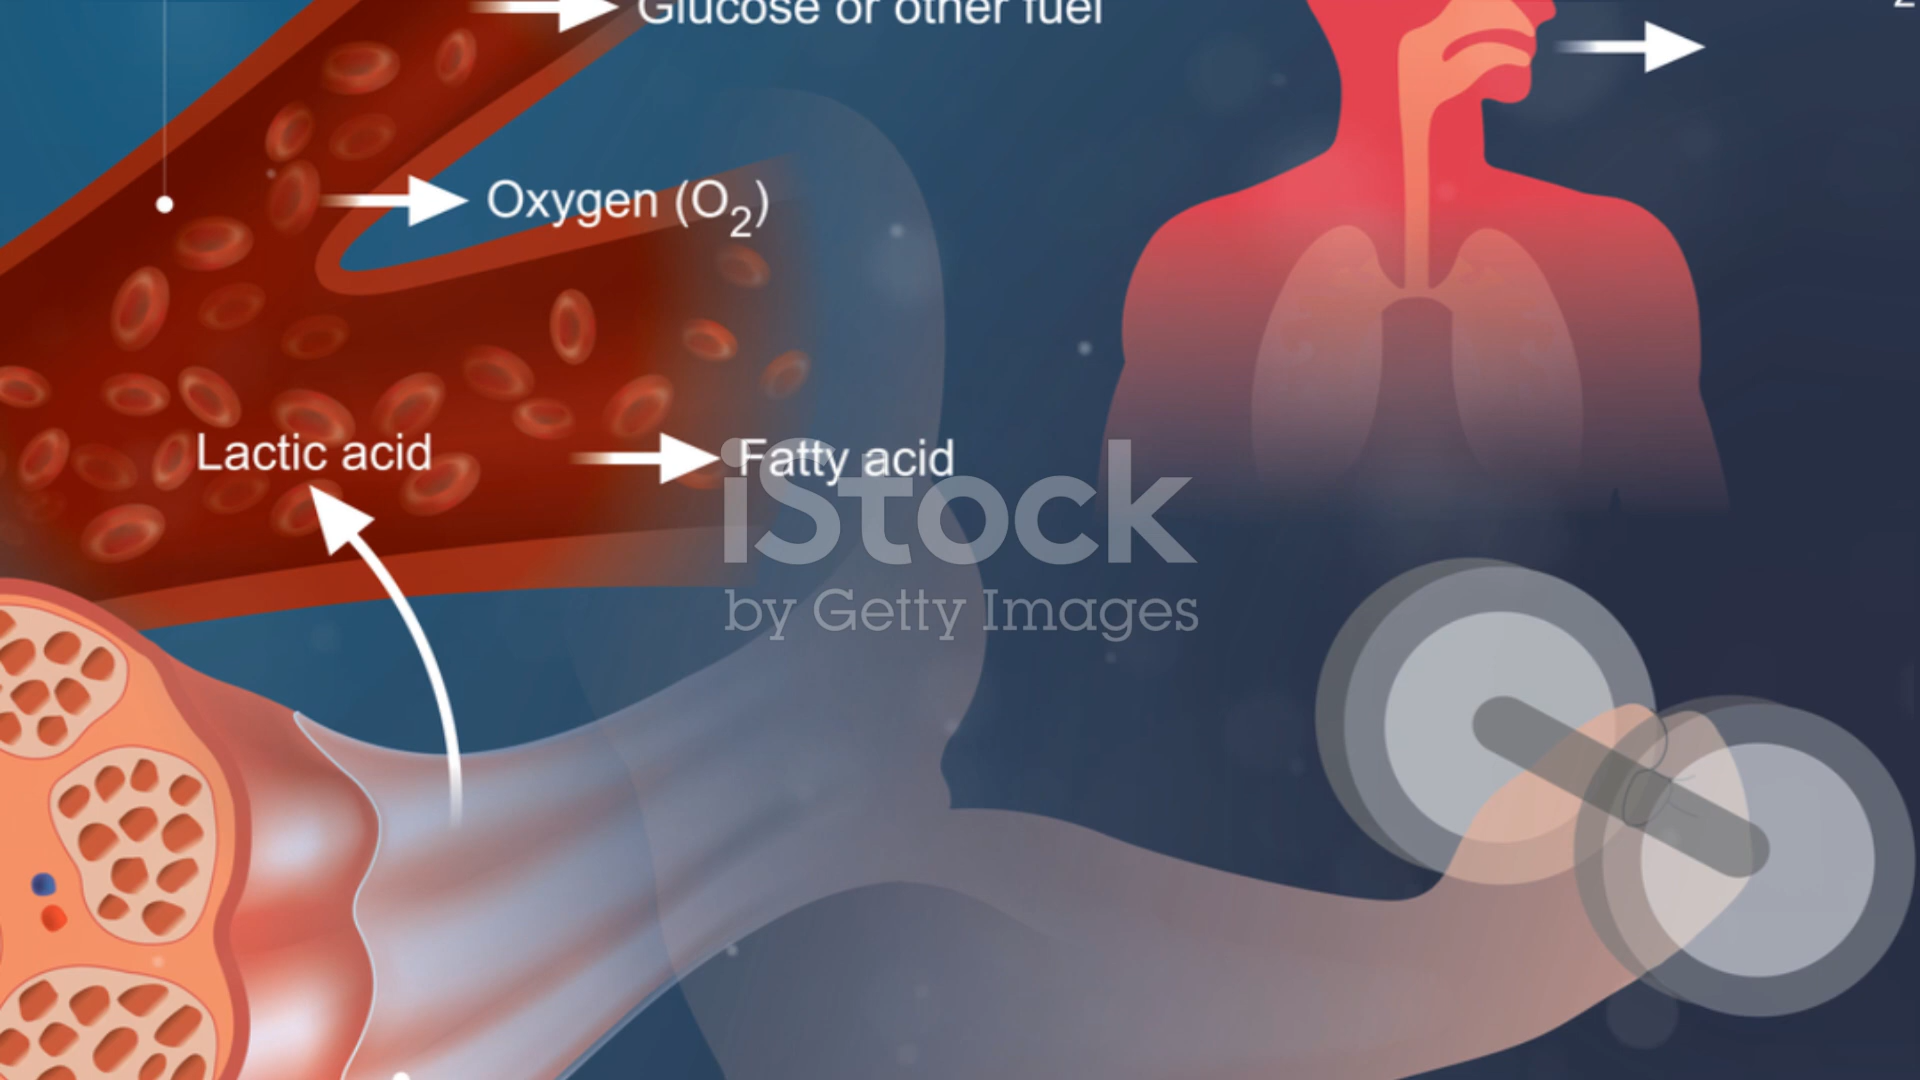 Glucose or other fuel
Oxygen (O₂)
Lactic acid
Fatty acid
iStock
by Getty Images